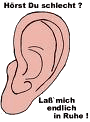 Hörst Du schlecht ?
Laß mich
endlich
in Ruhe !